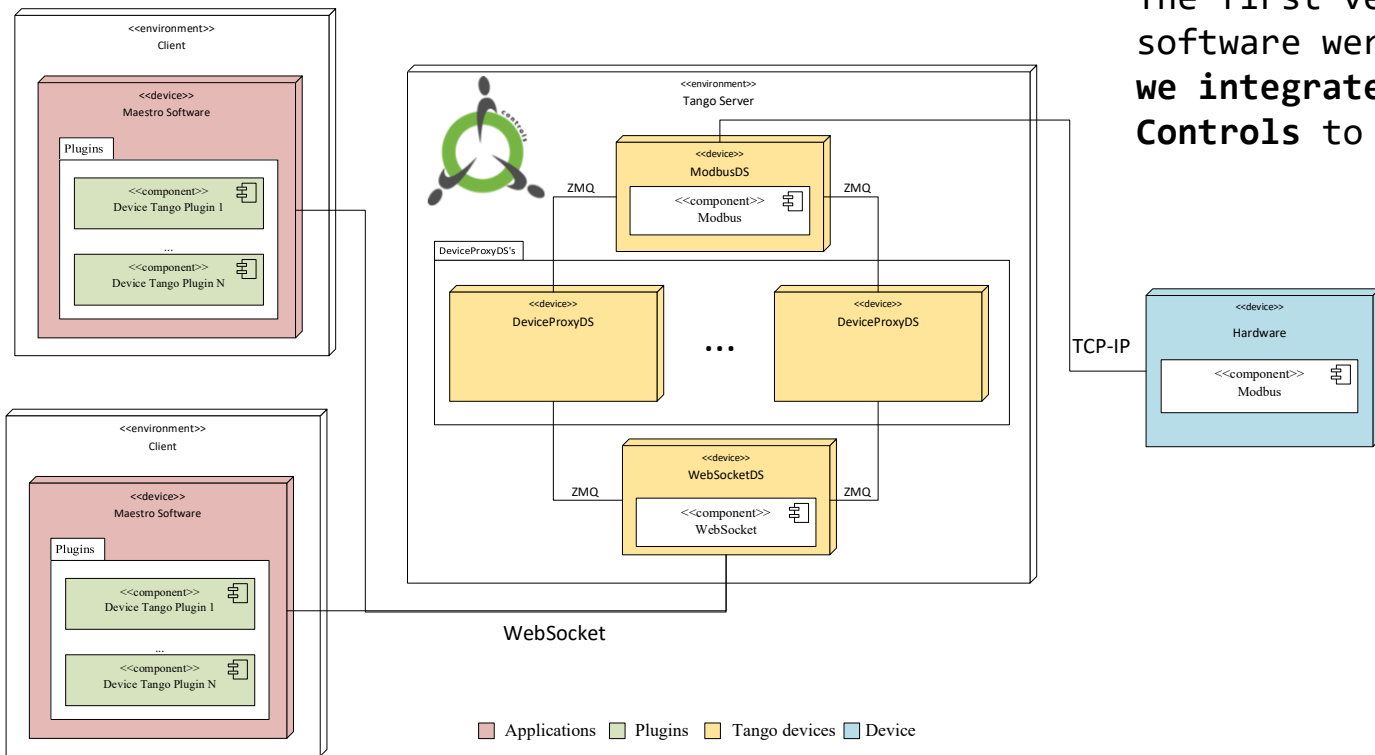 The first ve
software wer
we integrate
Controls to
<<environment>>
Client
<<device>>
Maestro Software
Plugins
<<component>>
Device Tango Plugin 1
...
<<component>>
Device Tango Plugin N
<<environment>>
Tango Server
controls
<<device>>
ModbusDS
<<component>>
Modbus
ZMQ
ZMQ
DeviceProxyDS's
<<device>>
DeviceProxyDS
...
<<device>>
DeviceProxyDS
<<device>>
WebSocketDS
<<component>>
WebSocket
ZMQ
ZMQ
TCP-IP
<<device>>
Hardware
<<component>>
Modbus
<<environment>>
Client
<<device>>
Maestro Software
Plugins
<<component>>
Device Tango Plugin 1
...
<<component>>
Device Tango Plugin N
WebSocket
Applications Plugins Tango devices Device